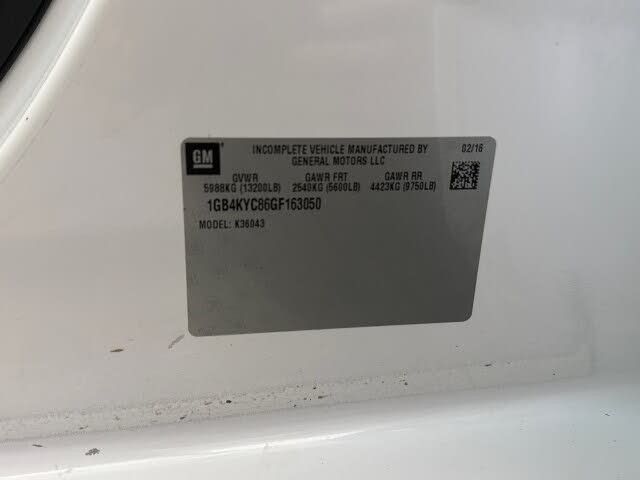 GM
INCOMPLETE VEHICLE MANUFACTURED BY
GENERAL MOTORS LLC
02/16
GVWR GAWR FRT GAWR RR
5988KG (13200LB) 2540KG (5600LB) 4423KG (9750LB)
1GB4KYC86GF163050
MODEL: K36043